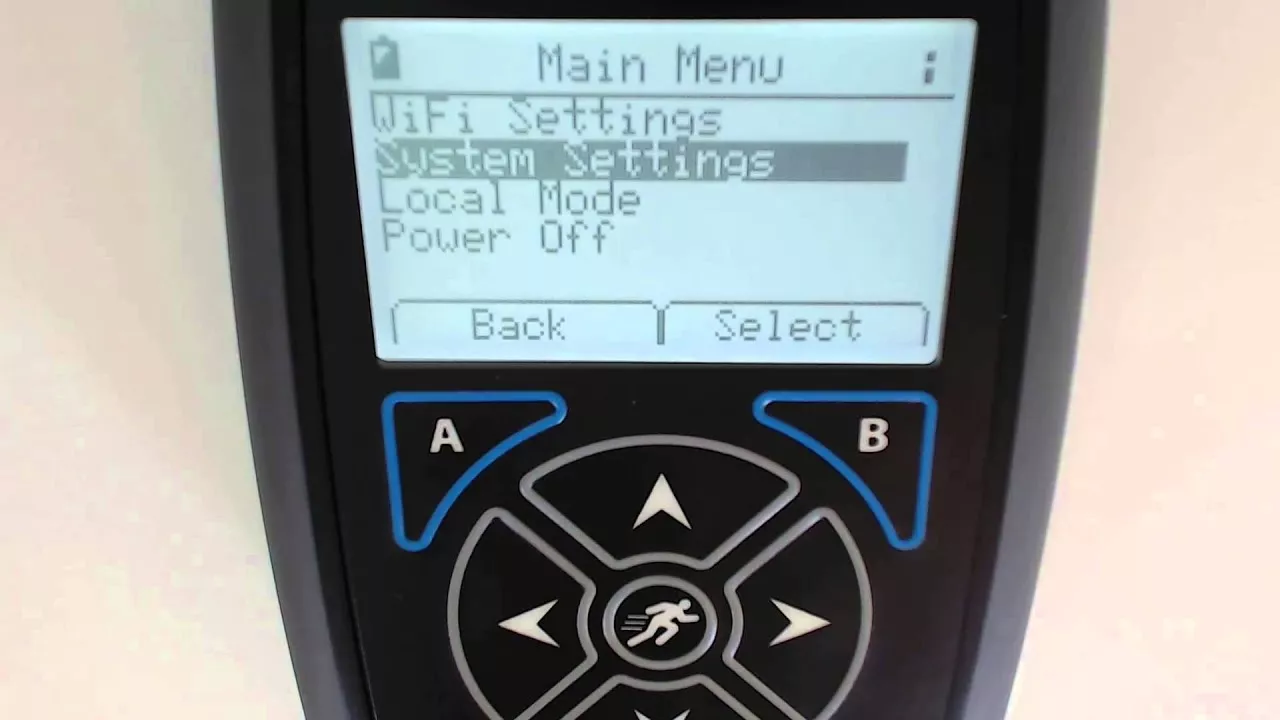 Main Menu
WiFi Settings
System Settings
Local Mode
Power Off
Back Select
A B